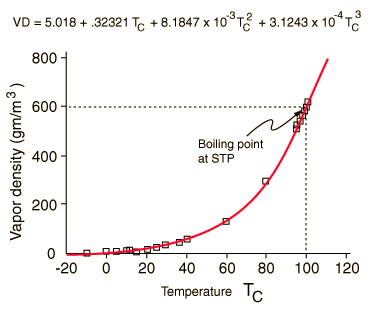 VD = 5.018 + .32321 T_C + 8.1847 x 10^-3 T_C^2 + 3.1243 x 10^-4 T_C^3
800
600
400
200
0
Vapor density (gm/m^3)
Boiling point
at STP
-20 0 20 40 60 80 100 120
Temperature T_C